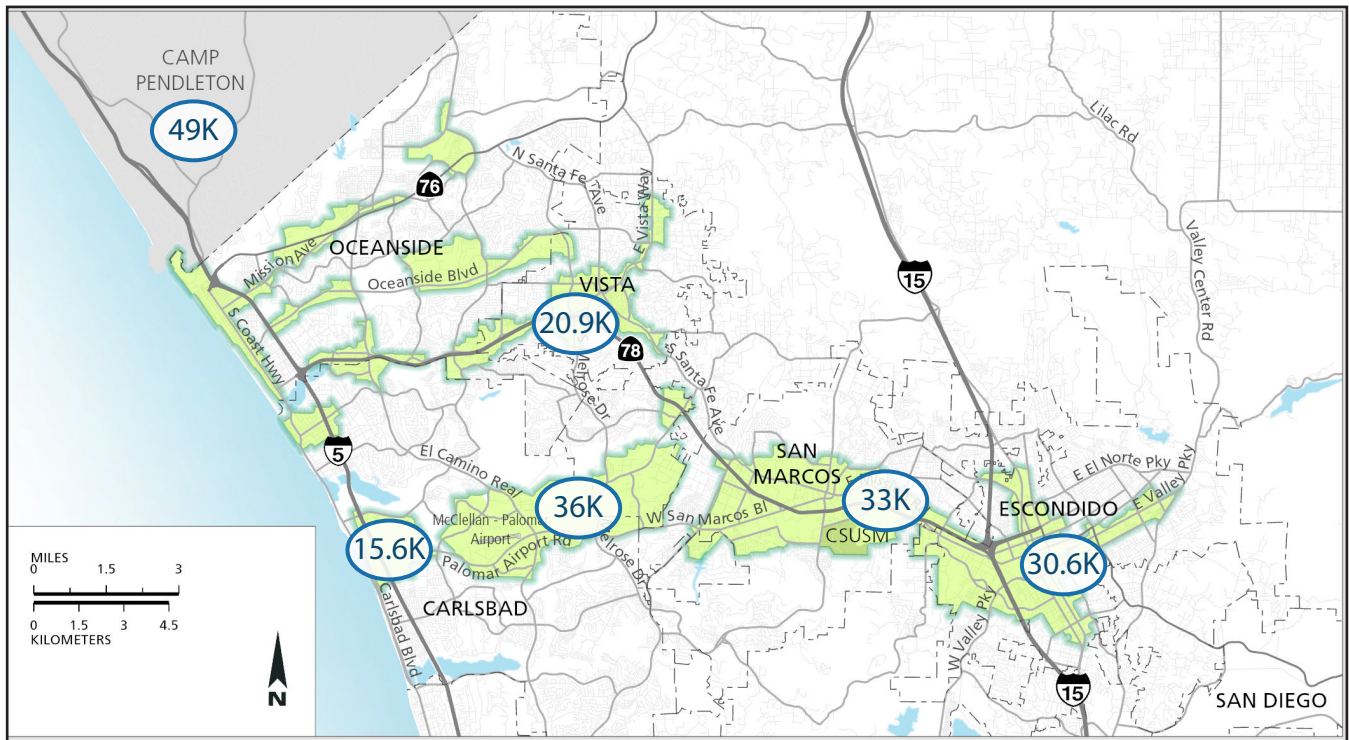 CAMP
PENDLETON
49K
Lilac Rd
N Santa Fe Ave
76
E Vista Way
Mission Ave
OCEANSIDE
Oceanside Blvd
VISTA
15
Valley Center Rd
S Coast Hwy
20.9K
78
Melrose Dr
S Santa Fe Ave
5
El Camino Real
SAN
MARCOS
E El Norte Pky
E Valley Pky
36K
33K
ESCONDIDO
W San Marcos Bl
McClellan - Paloma
Airport
CSUSM
15.6K
Palomar Airport Rd
Melrose Dr
30.6K
CARLSBAD
Carlsbad Blvd
W Valley Pky
MILES
0 1.5 3
0 1.5 3 4.5
KILOMETERS
N
15
SAN DIEGO